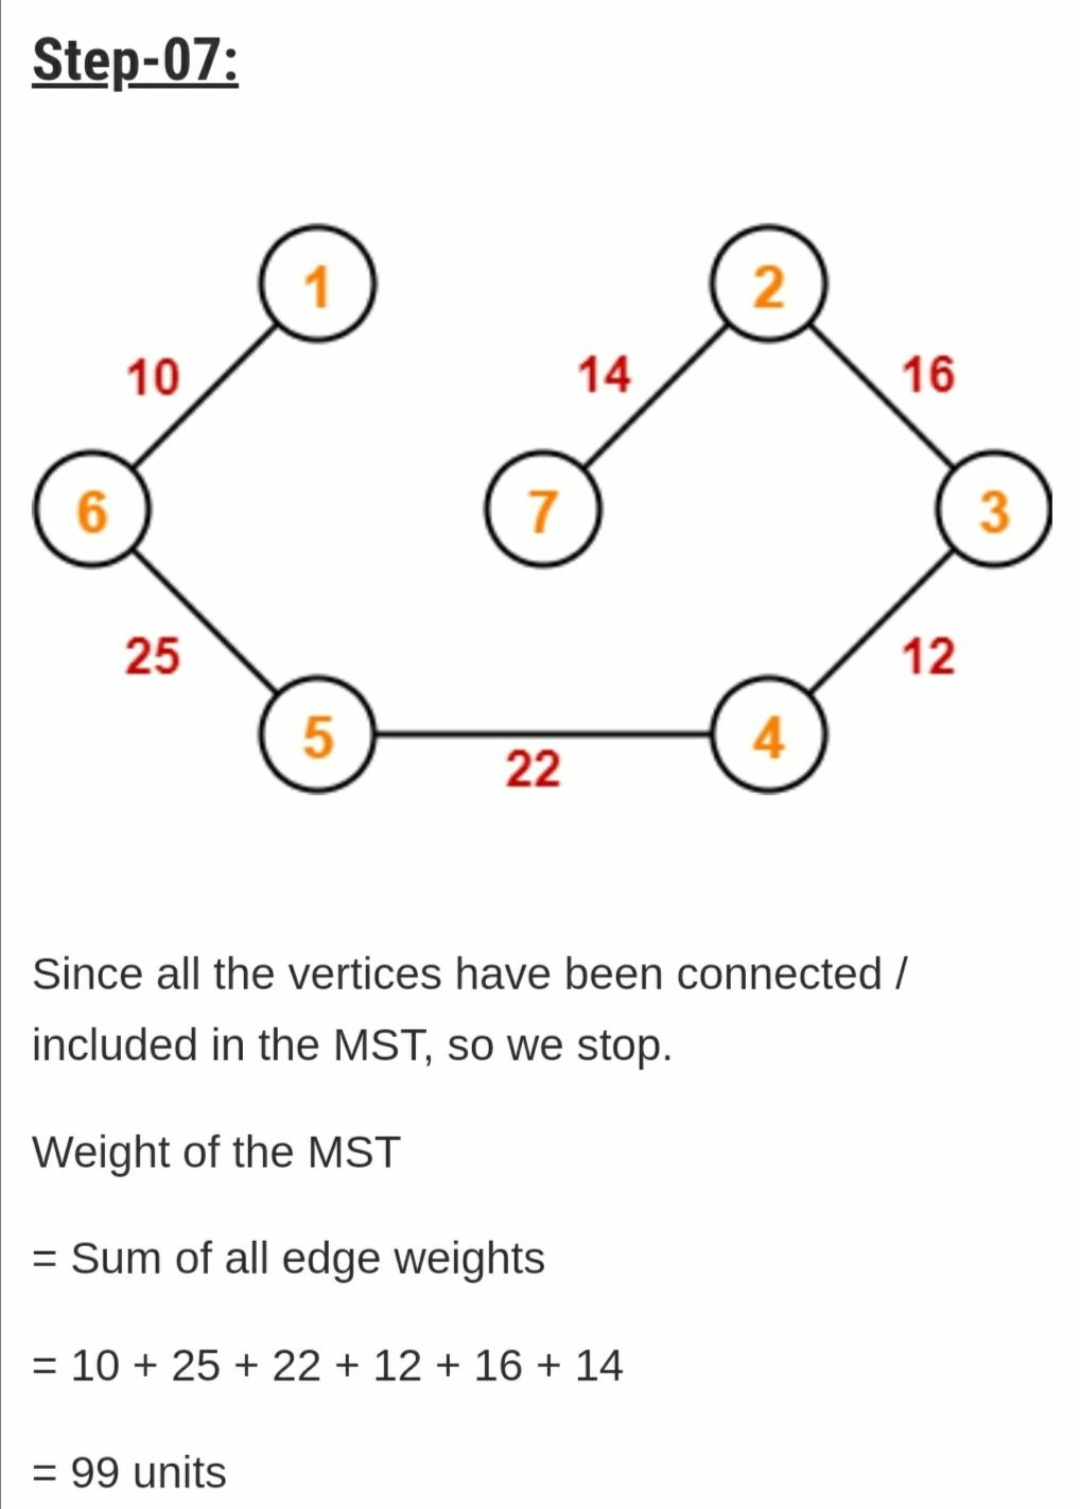 Step-07:
1
2
10
14
16
6
7
3
25
12
5
4
22
Since all the vertices have been connected /
included in the MST, so we stop.
Weight of the MST
= Sum of all edge weights
= 10 + 25 + 22 + 12 + 16 + 14
= 99 units